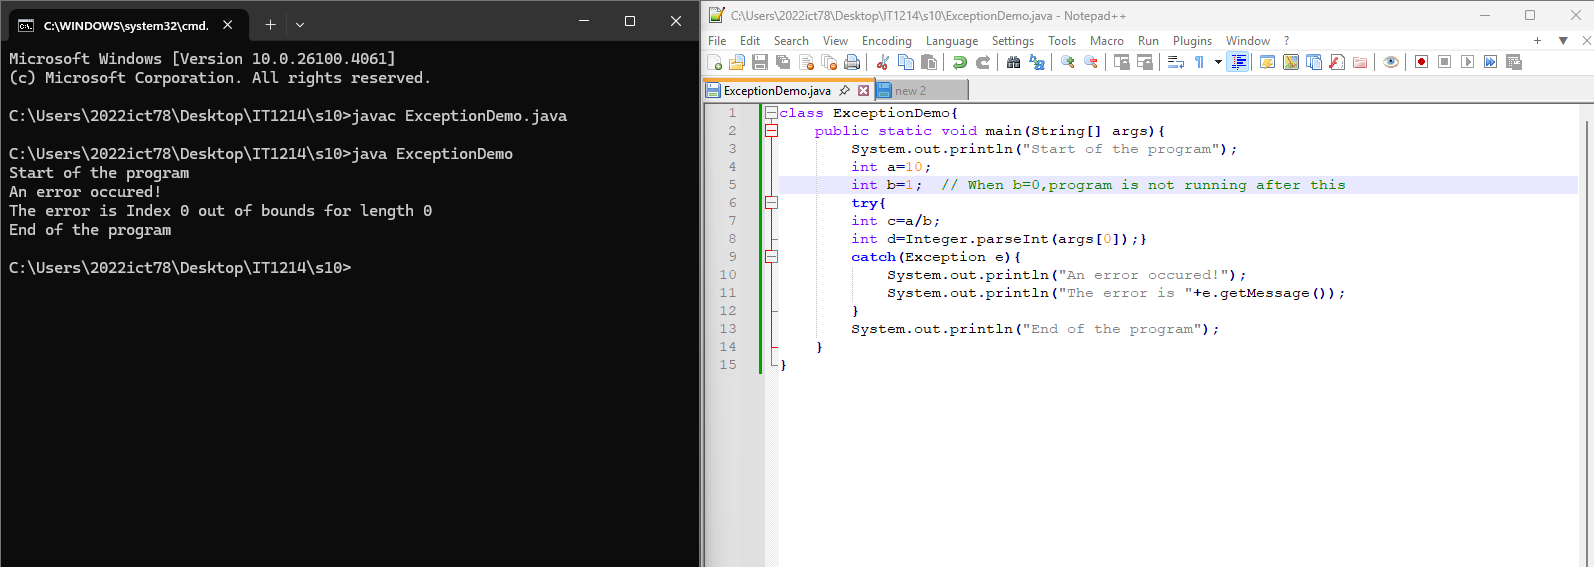 C:\WINDOWS\system32\cmd.
Microsoft Windows [Version 10.0.26100.4061]
(c) Microsoft Corporation. All rights reserved.
C:\Users\2022ict78\Desktop\IT1214\s10>javac ExceptionDemo.java
C:\Users\2022ict78\Desktop\IT1214\s10>java ExceptionDemo
Start of the program
An error occured!
The error is Index 0 out of bounds for length 0
End of the program
C:\Users\2022ict78\Desktop\IT1214\s10>
C:\Users\2022ict78\Desktop\IT1214\s10\ExceptionDemo.java - Notepad++
File Edit Search View Encoding Language Settings Tools Macro Run Plugins Window ?
ExceptionDemo.java new 2
1 class ExceptionDemo{
2 public static void main(String[] args){
3 System.out.println("Start of the program");
4 int a=10;
5 int b=1; // When b=0,program is not running after this
6 try{
7 int c=a/b;
8 int d=Integer.parseInt(args[0]);}
9 catch(Exception e){
10 System.out.println("An error occured!");
11 System.out.println("The error is "+e.getMessage());
12 }
13 System.out.println("End of the program");
14 }
15 }